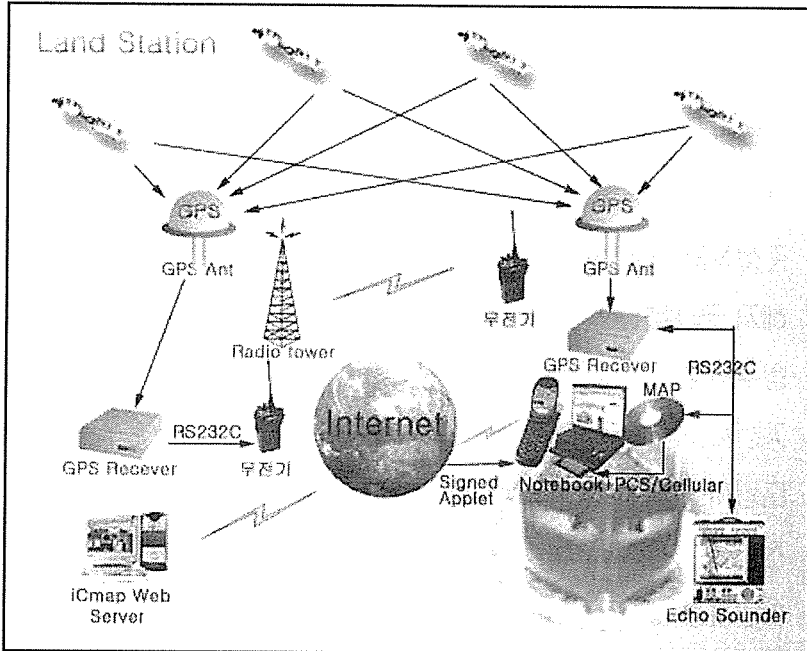 Land Station
GPS
GPS
GPS Ant
GPS Ant
무전기
Radio tower
GPS Recever
RS232C
MAP
Internet
RS232C
GPS Recever
무전기
Signed
Applet
Notebook PCS/Cellular
iCmap Web
Server
Echo Sounder